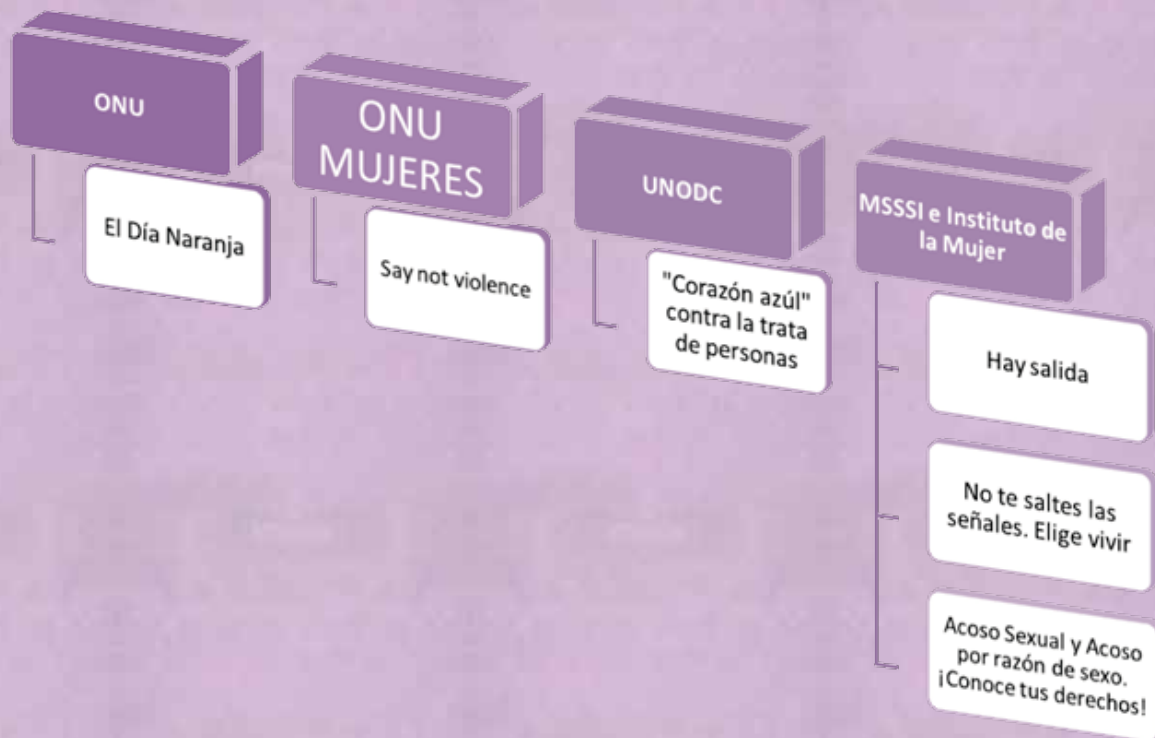 ONU
El Día Naranja
ONU
MUJERES
Say not violence
UNODC
"Corazón azúl"
contra la trata
de personas
MSSSI e Instituto de
la Mujer
Hay salida
No te saltes las
señales. Elige vivir
Acoso Sexual y Acoso
por razón de sexo.
¡Conoce tus derechos!